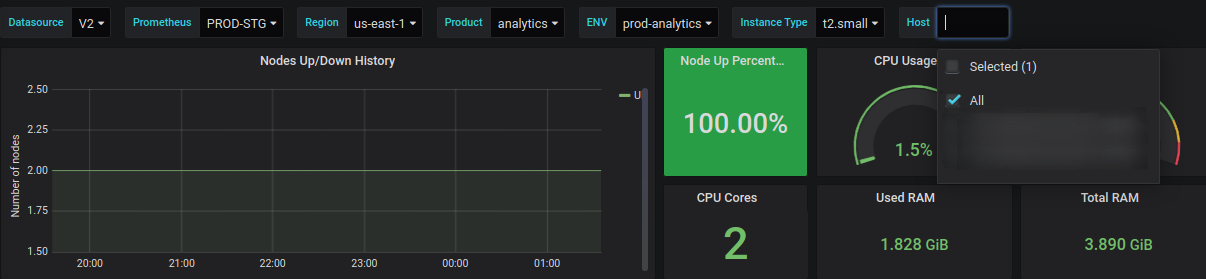 Datasource V2 Prometheus PROD-STG Region us-east-1 Product analytics ENV prod-analytics Instance Type t2.small Host
Nodes Up/Down History
Node Up Percent...
CPU Usage
Selected (1)
All
2.50
2.25
2.00
1.75
1.50
Number of nodes
20:00 21:00 22:00 23:00 00:00 01:00
U
100.00%
1.5%
CPU Cores
2
Used RAM
1.828 GiB
Total RAM
3.890 GiB